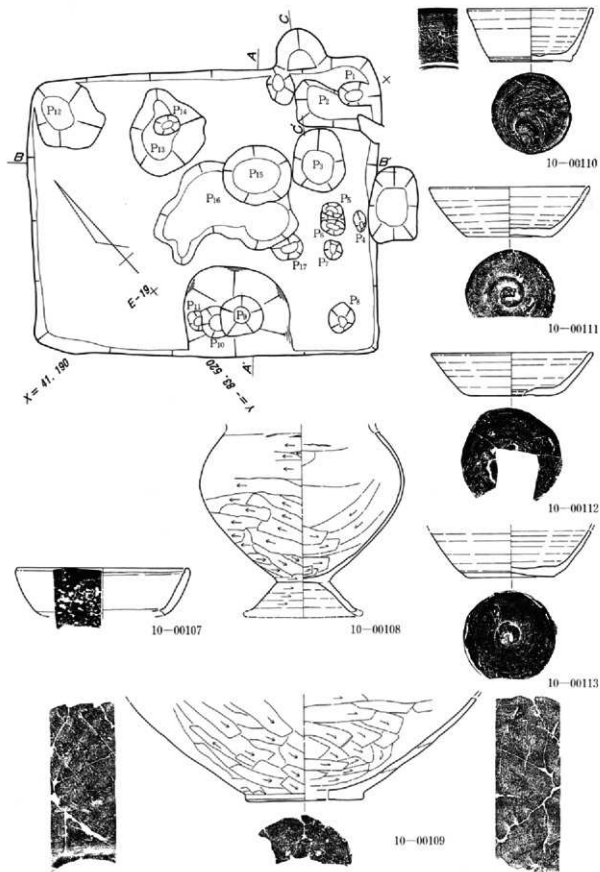 C
A
P1
P2
C'
P12
P14
P13
P15
P3
B
B'
P16
P5
P6
P4
P7
P17
E-19
P11
P9
P8
P10
A'
X = 41. 190
Y = - 83. 620
10-00110
10-00111
10-00112
10-00107
10-00108
10-00113
10-00109